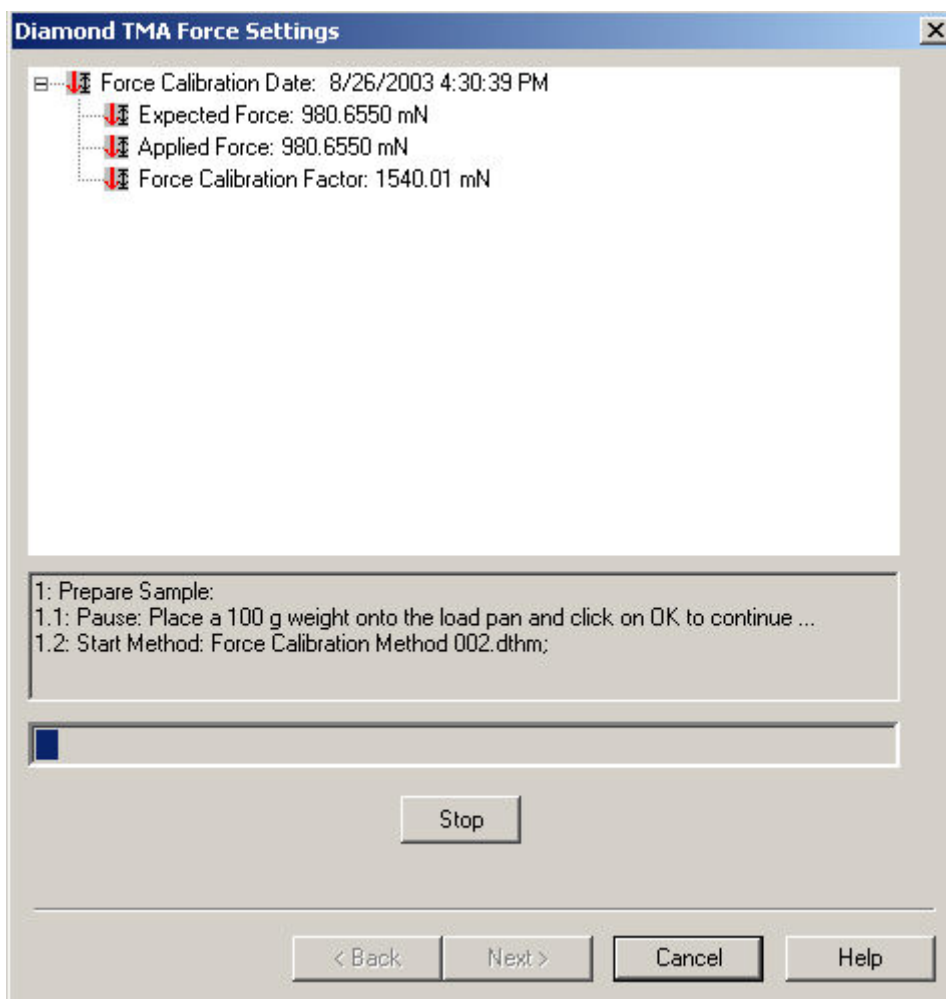 Diamond TMA Force Settings
Force Calibration Date: 8/26/2003 4:30:39 PM
Expected Force: 980.6550 mN
Applied Force: 980.6550 mN
Force Calibration Factor: 1540.01 mN
1: Prepare Sample:
1.1: Pause: Place a 100 g weight onto the load pan and click on OK to continue ...
1.2: Start Method: Force Calibration Method 002.dthm;
Stop
< Back Next > Cancel Help